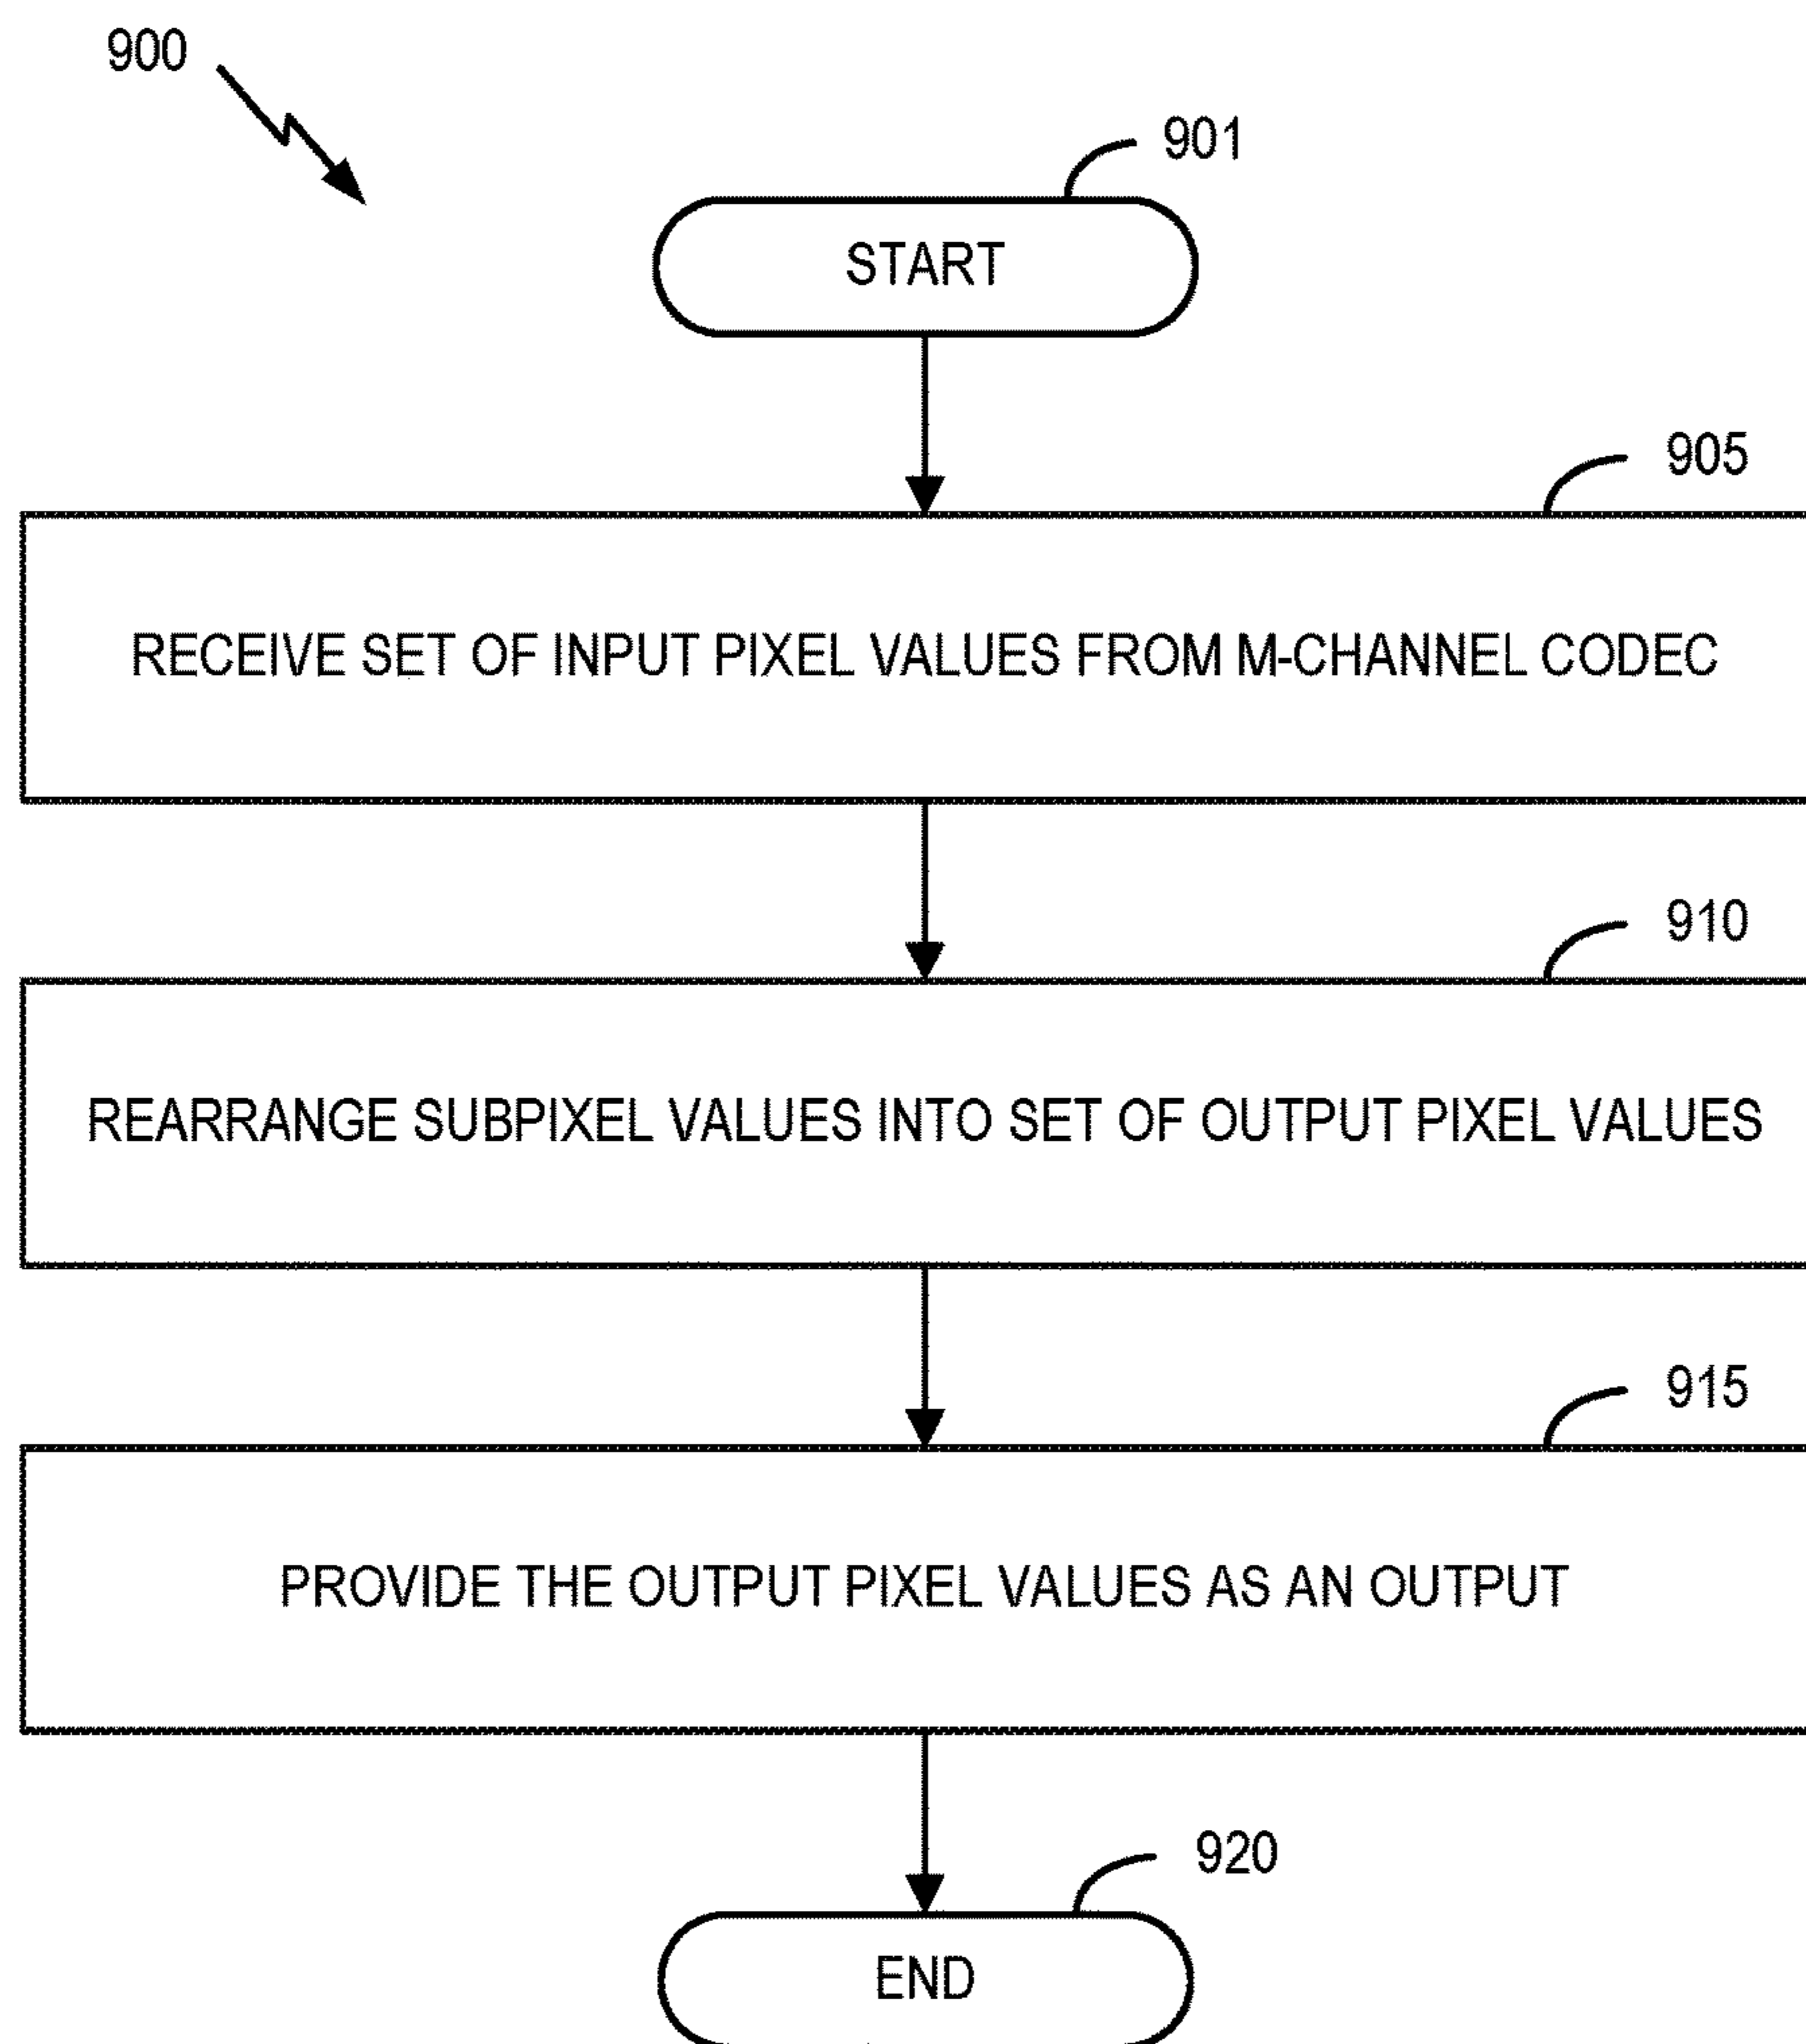 900
901
START
905
RECEIVE SET OF INPUT PIXEL VALUES FROM M-CHANNEL CODEC
910
REARRANGE SUBPIXEL VALUES INTO SET OF OUTPUT PIXEL VALUES
915
PROVIDE THE OUTPUT PIXEL VALUES AS AN OUTPUT
920
END